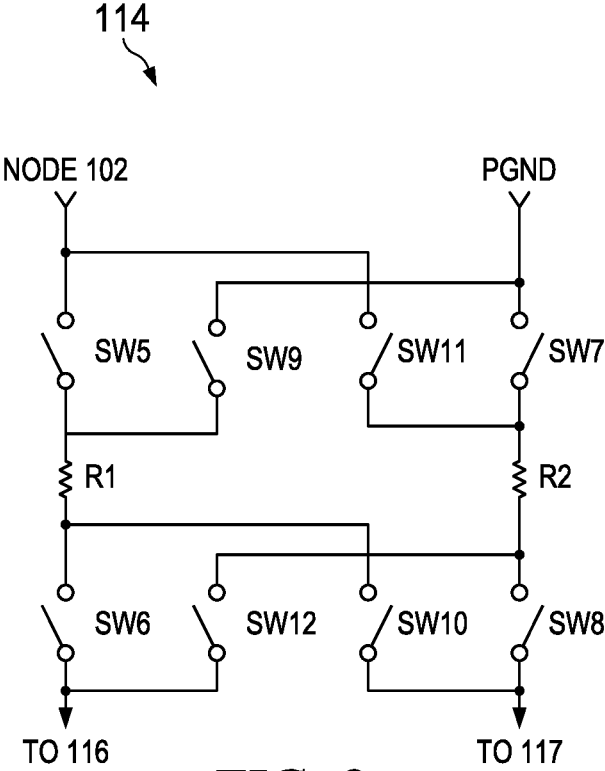 114
NODE 102 PGND
SW5 SW9 SW11 SW7
R1 R2
SW6 SW12 SW10 SW8
TO 116 TO 117